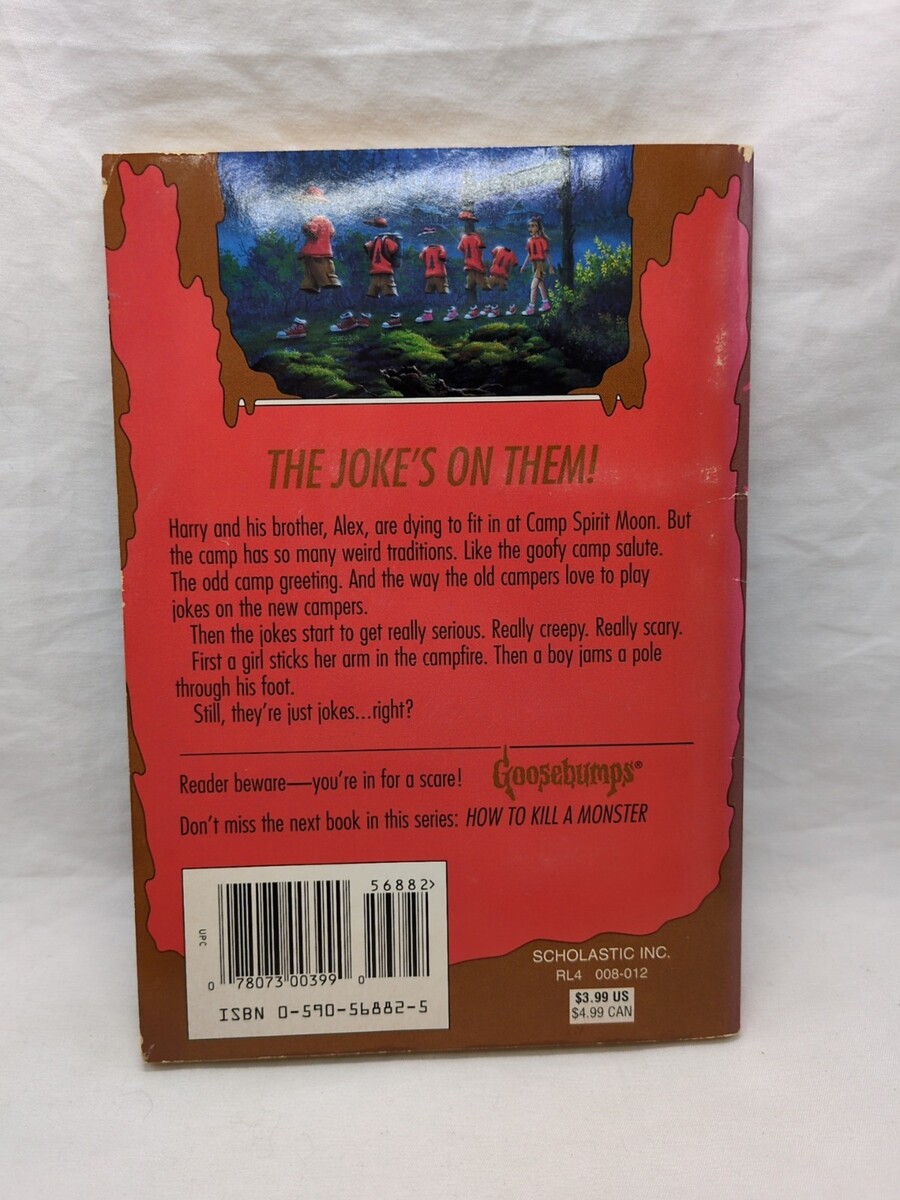 THE JOKE'S ON THEM!
Harry and his brother, Alex, are dying to fit in at Camp Spirit Moon. But
the camp has so many weird traditions. Like the goofy camp salute.
The odd camp greeting. And the way the old campers love to play
jokes on the new campers.
Then the jokes start to get really serious. Really creepy. Really scary.
First a girl sticks her arm in the campfire. Then a boy jams a pole
through his foot.
Still, they're just jokes...right?
Reader beware—you're in for a scare! Goosebumps®
Don't miss the next book in this series: HOW TO KILL A MONSTER
56882>
UPC
0 78073 00399 0
ISBN 0-590-56882-5
SCHOLASTIC INC.
RL4 008-012
$3.99 US
$4.99 CAN